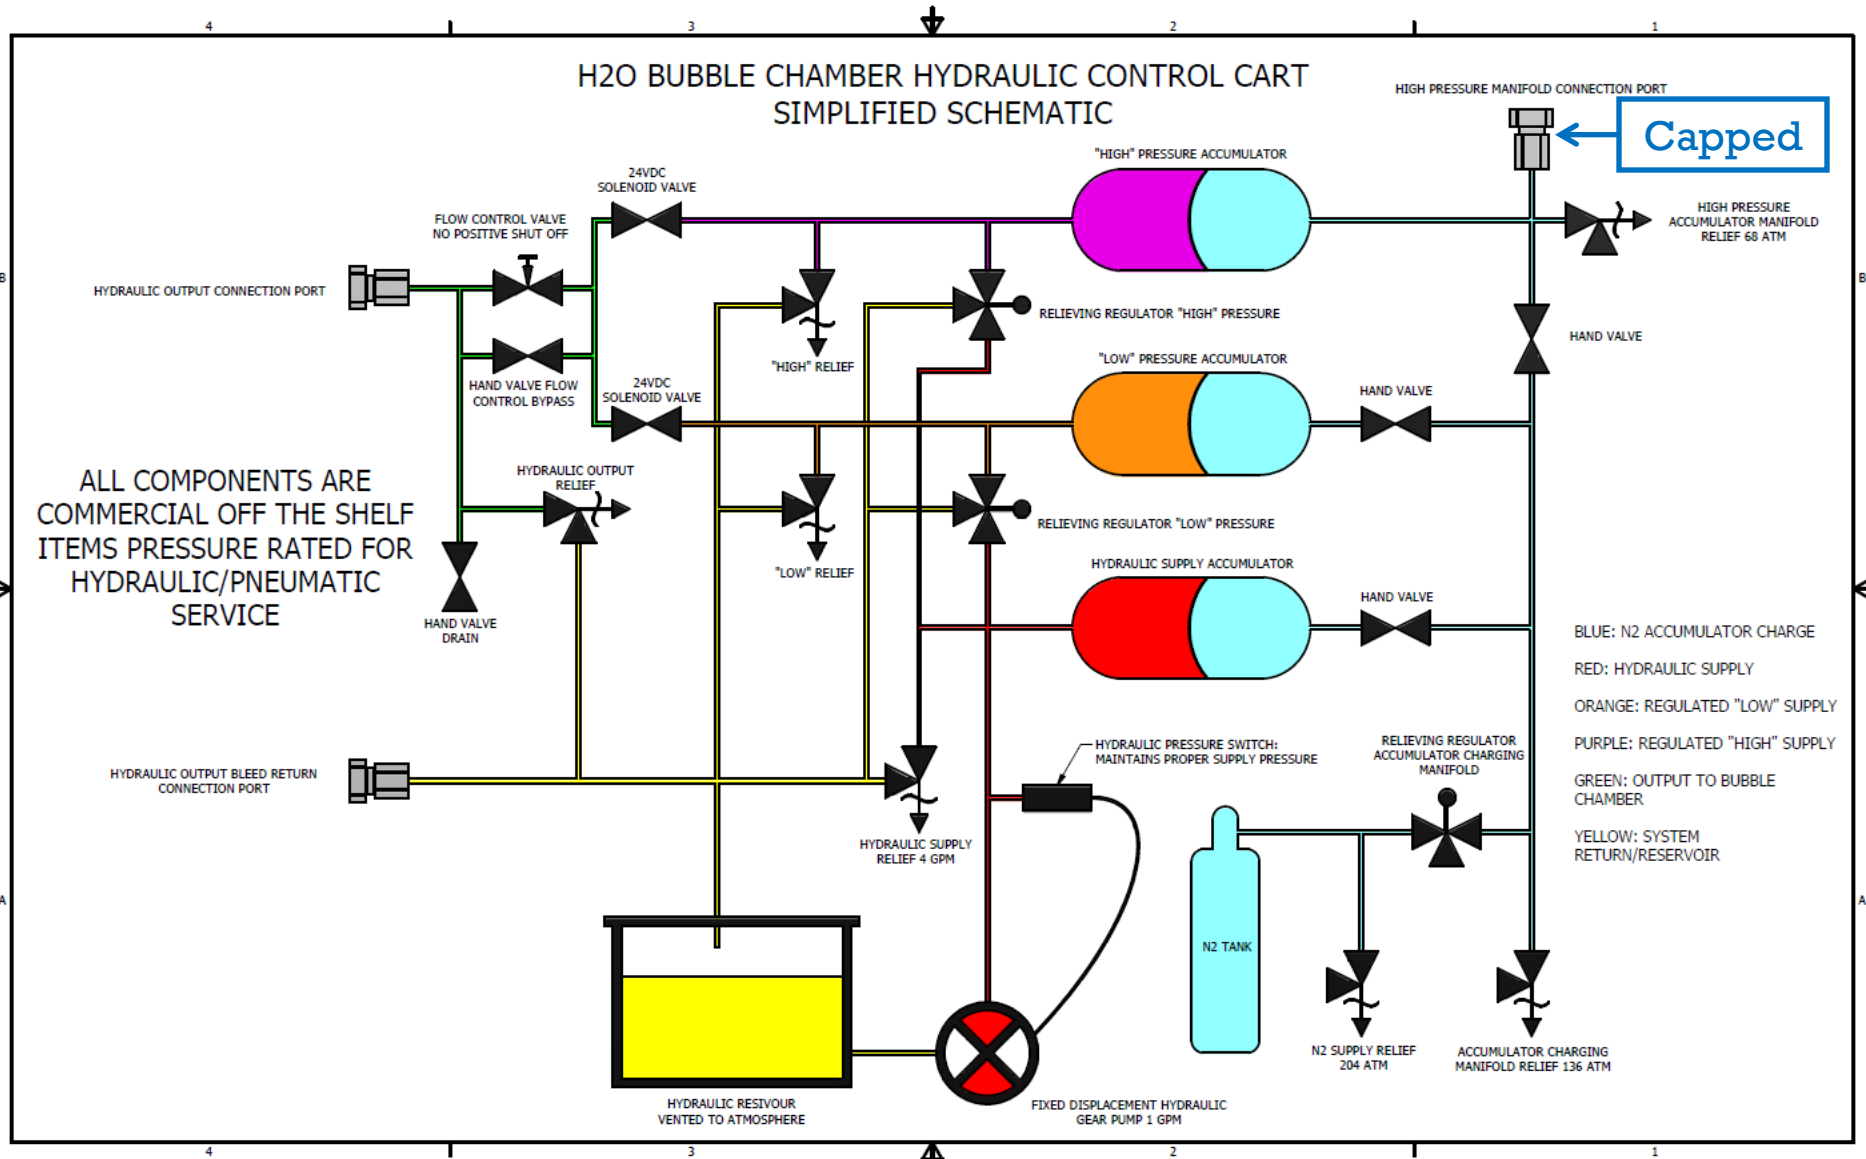 4
3
2
1
H2O BUBBLE CHAMBER HYDRAULIC CONTROL CART
SIMPLIFIED SCHEMATIC
HIGH PRESSURE MANIFOLD CONNECTION PORT
Capped
"HIGH" PRESSURE ACCUMULATOR
24VDC
SOLENOID VALVE
FLOW CONTROL VALVE
NO POSITIVE SHUT OFF
HIGH PRESSURE
ACCUMULATOR MANIFOLD
RELIEF 68 ATM
B
B
HYDRAULIC OUTPUT CONNECTION PORT
RELIEVING REGULATOR "HIGH" PRESSURE
HAND VALVE
"HIGH" RELIEF
"LOW" PRESSURE ACCUMULATOR
HAND VALVE FLOW
CONTROL BYPASS
24VDC
SOLENOID VALVE
HAND VALVE
ALL COMPONENTS ARE
COMMERCIAL OFF THE SHELF
ITEMS PRESSURE RATED FOR
HYDRAULIC/PNEUMATIC
SERVICE
HYDRAULIC OUTPUT
RELIEF
RELIEVING REGULATOR "LOW" PRESSURE
"LOW" RELIEF
HYDRAULIC SUPPLY ACCUMULATOR
HAND VALVE
HAND VALVE
DRAIN
BLUE: N2 ACCUMULATOR CHARGE
RED: HYDRAULIC SUPPLY
ORANGE: REGULATED "LOW" SUPPLY
PURPLE: REGULATED "HIGH" SUPPLY
GREEN: OUTPUT TO BUBBLE
CHAMBER
YELLOW: SYSTEM
RETURN/RESERVOIR
HYDRAULIC PRESSURE SWITCH:
MAINTAINS PROPER SUPPLY PRESSURE
RELIEVING REGULATOR
ACCUMULATOR CHARGING
MANIFOLD
HYDRAULIC OUTPUT BLEED RETURN
CONNECTION PORT
HYDRAULIC SUPPLY
RELIEF 4 GPM
A
A
N2 TANK
N2 SUPPLY RELIEF
204 ATM
ACCUMULATOR CHARGING
MANIFOLD RELIEF 136 ATM
HYDRAULIC RESIVOUR
VENTED TO ATMOSPHERE
FIXED DISPLACEMENT HYDRAULIC
GEAR PUMP 1 GPM
4
3
2
1